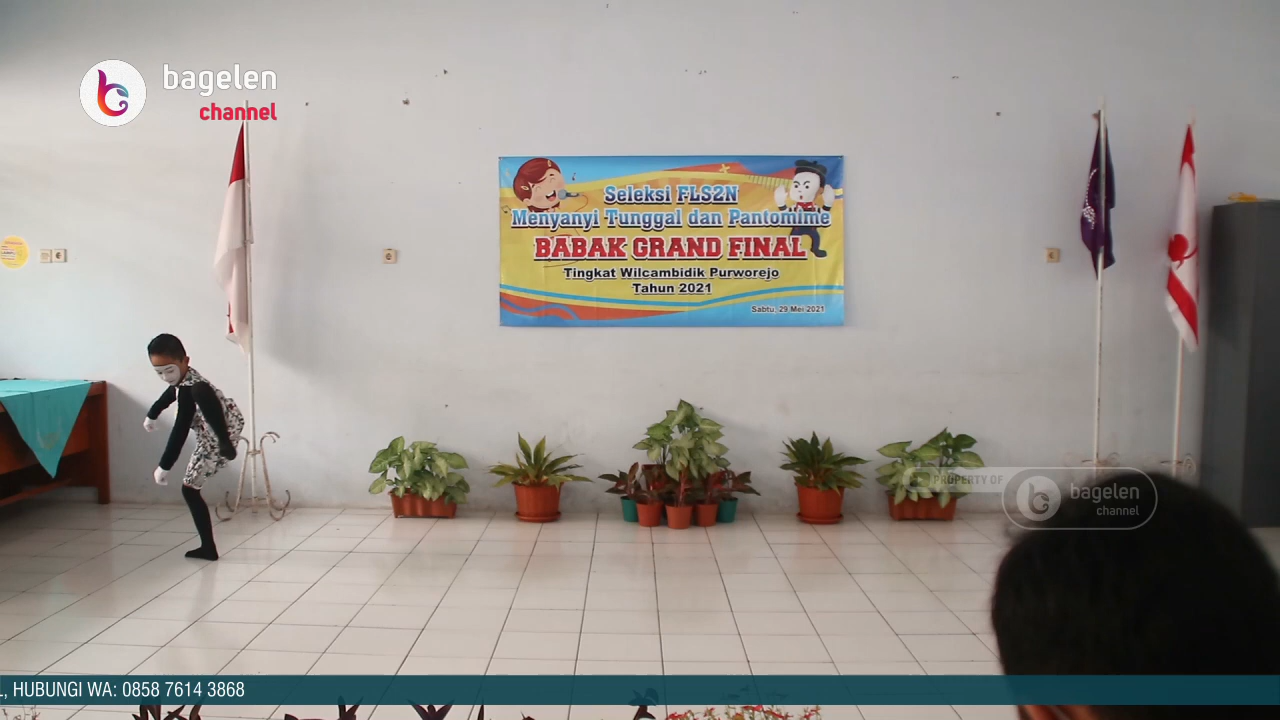 bagelen
channel
Seleksi FLS2N
Menyanyi Tunggal dan Pantomime
BABAK GRAND FINAL
Tingkat Wilcambidik Purworejo
Tahun 2021
Sabtu, 29 Mei 2021
PROPERTY OF
bagelen
channel
L, HUBUNGI WA: 0858 7614 3868